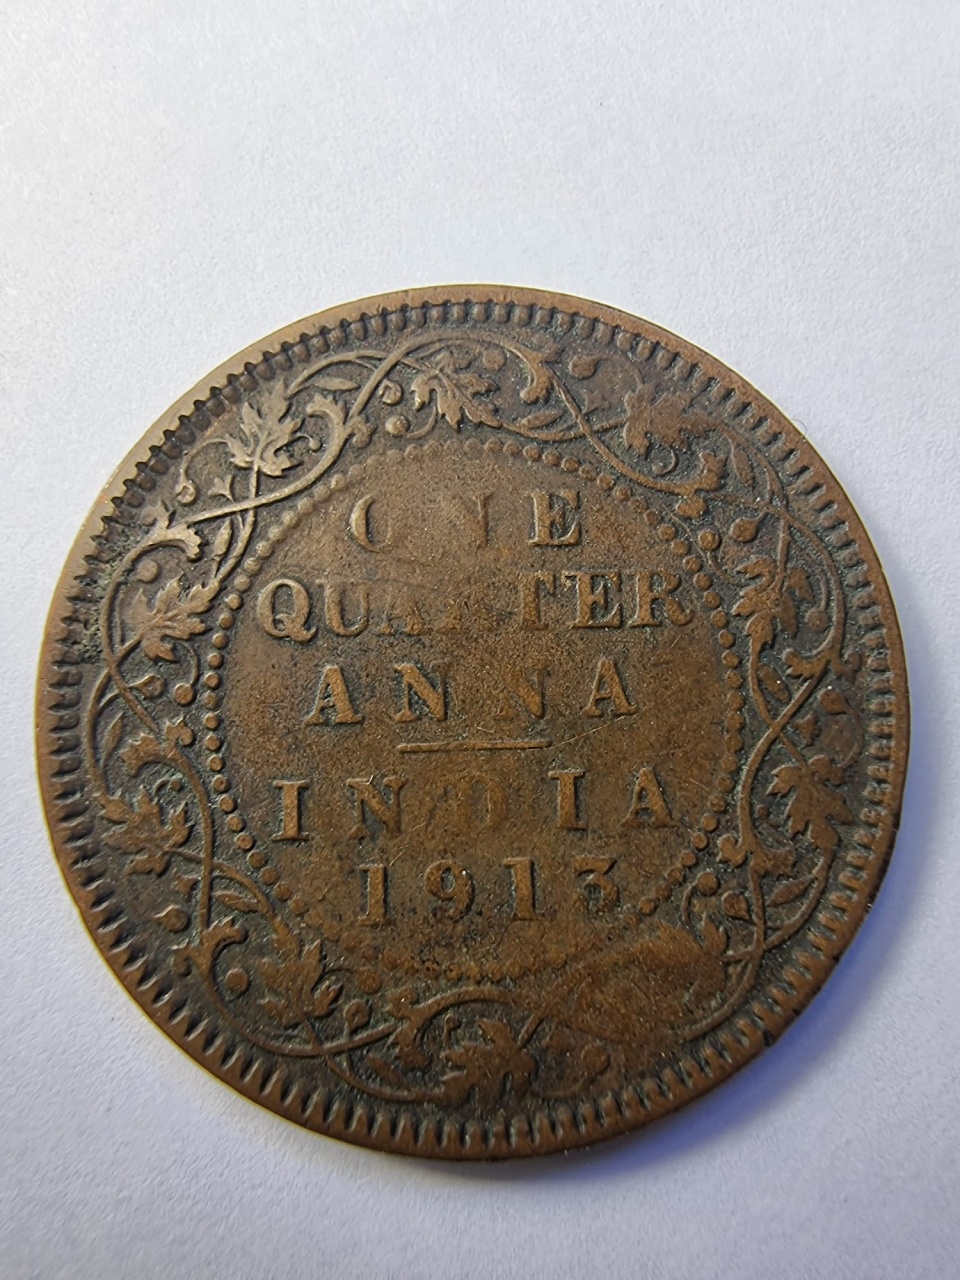 ONE
QUARTER
ANNA
INDIA
1913